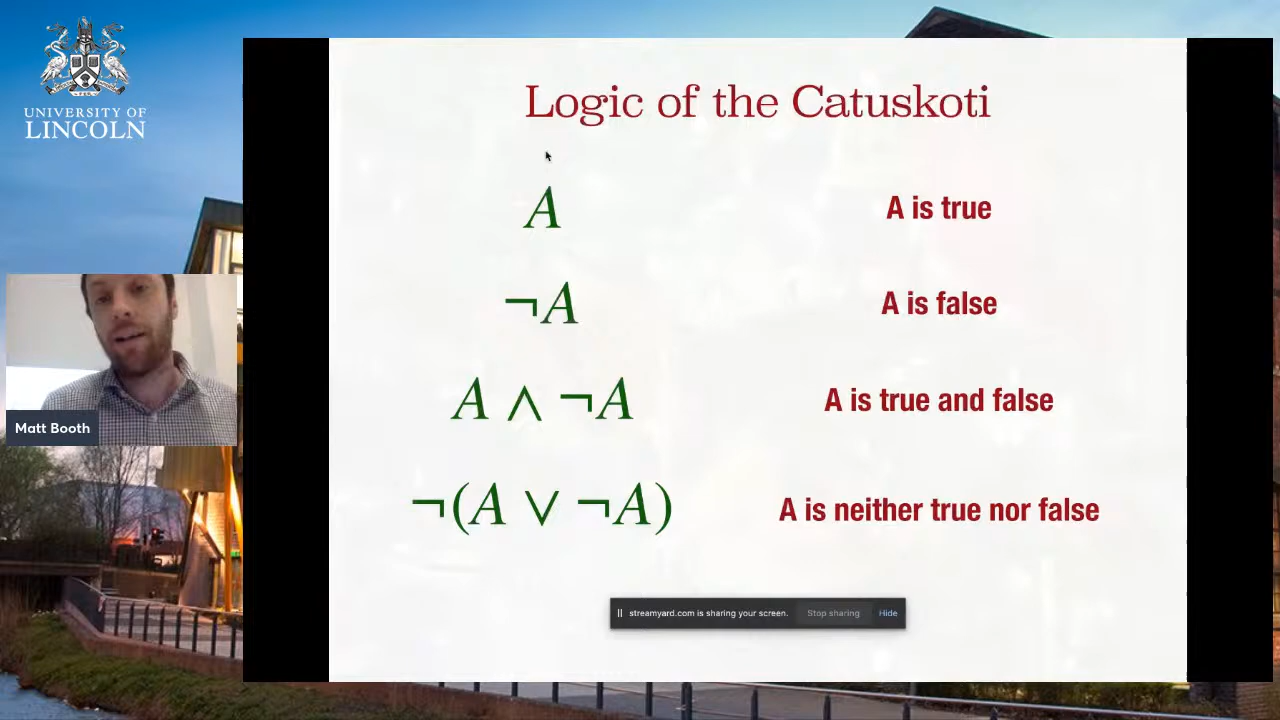 UNIVERSITY OF
LINCOLN
Logic of the Catuskoti
A A is true
¬A A is false
A ∧ ¬A A is true and false
¬(A ∨ ¬A) A is neither true nor false
Matt Booth
streamyard.com is sharing your screen. Stop sharing Hide